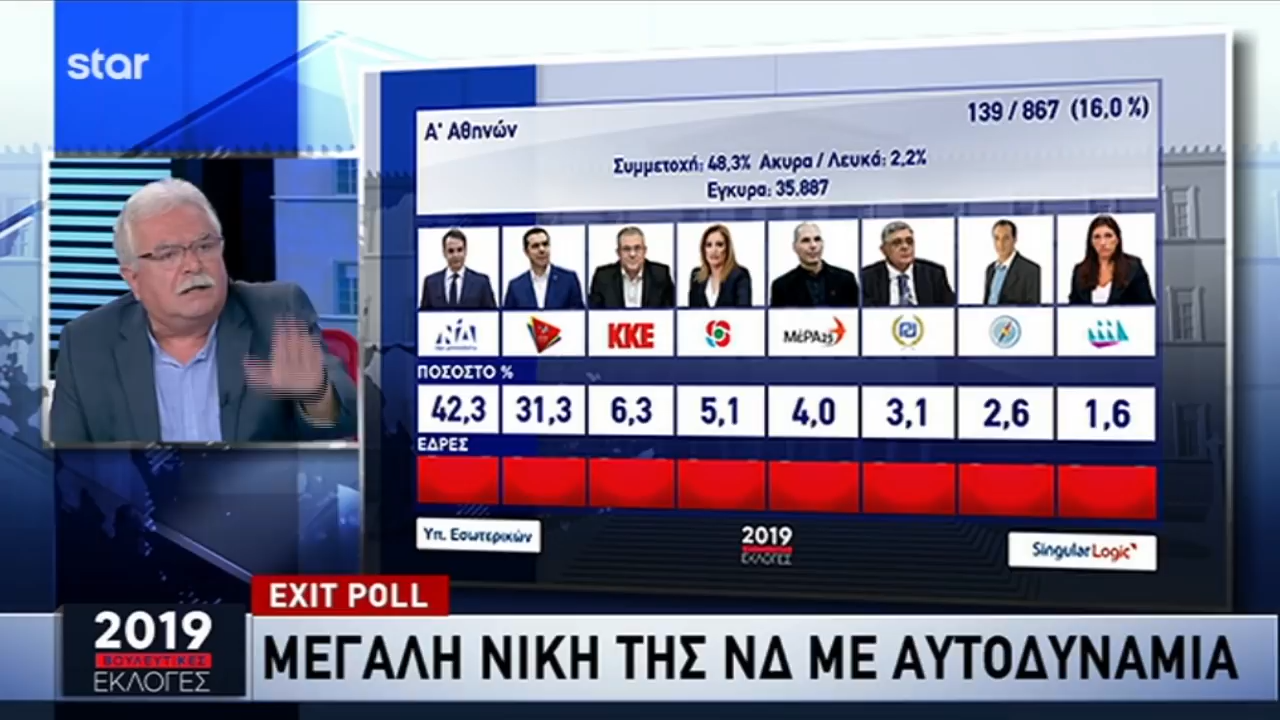 star
Α' Αθηνών
139 / 867 (16,0 %)
Συμμετοχή: 48,3% Ακυρα / Λευκά: 2,2%
Εγκυρα: 35.887
ΝΔ
ΚΚΕ
ΜέΡΑ25
ΠΟΣΟΣΤΟ %
42,3 31,3 6,3 5,1 4,0 3,1 2,6 1,6
ΕΔΡΕΣ
Υπ. Εσωτερικών
2019
ΕΚΛΟΓΕΣ
SingularLogic
EXIT POLL
2019
ΒΟΥΛΕΥΤΙΚΕΣ
ΕΚΛΟΓΕΣ
ΜΕΓΑΛΗ ΝΙΚΗ ΤΗΣ ΝΔ ΜΕ ΑΥΤΟΔΥΝΑΜΙΑ